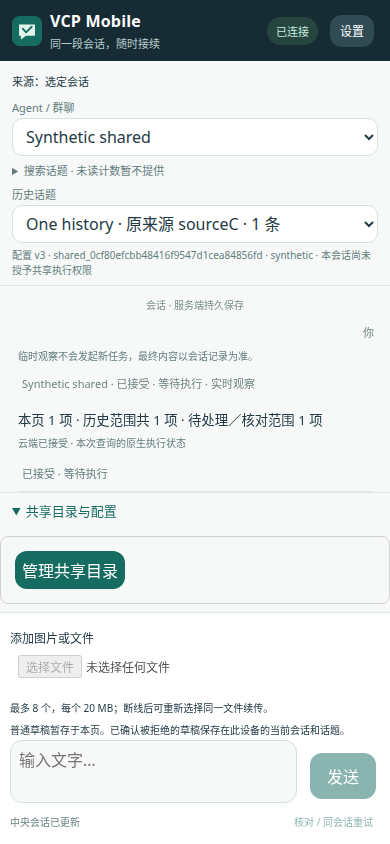 VCP Mobile
同一段会话，随时接续
已连接
设置
来源：选定会话
Agent / 群聊
Synthetic shared
搜索话题 · 未读计数暂不提供
历史话题
One history · 原来源 sourceC · 1 条
配置 v3 · shared_0cf80efcbb48416f9547d1cea84856fd · synthetic · 本会话尚未
授予共享执行权限
会话 · 服务端持久保存
你
临时观察不会发起新任务，最终内容以会话记录为准。
Synthetic shared · 已接受 · 等待执行 · 实时观察
本页 1 项 · 历史范围共 1 项 · 待处理／核对范围 1 项
云端已接受 · 本次查询的原生执行状态
已接受 · 等待执行
共享目录与配置
管理共享目录
添加图片或文件
选择文件 未选择任何文件
最多 8 个，每个 20 MB；断线后可重新选择同一文件续传。
普通草稿暂存于本页。已确认被拒绝的草稿保存在此设备的当前会话和话题。
输入文字...
发送
中央会话已更新
核对 / 同会话重试